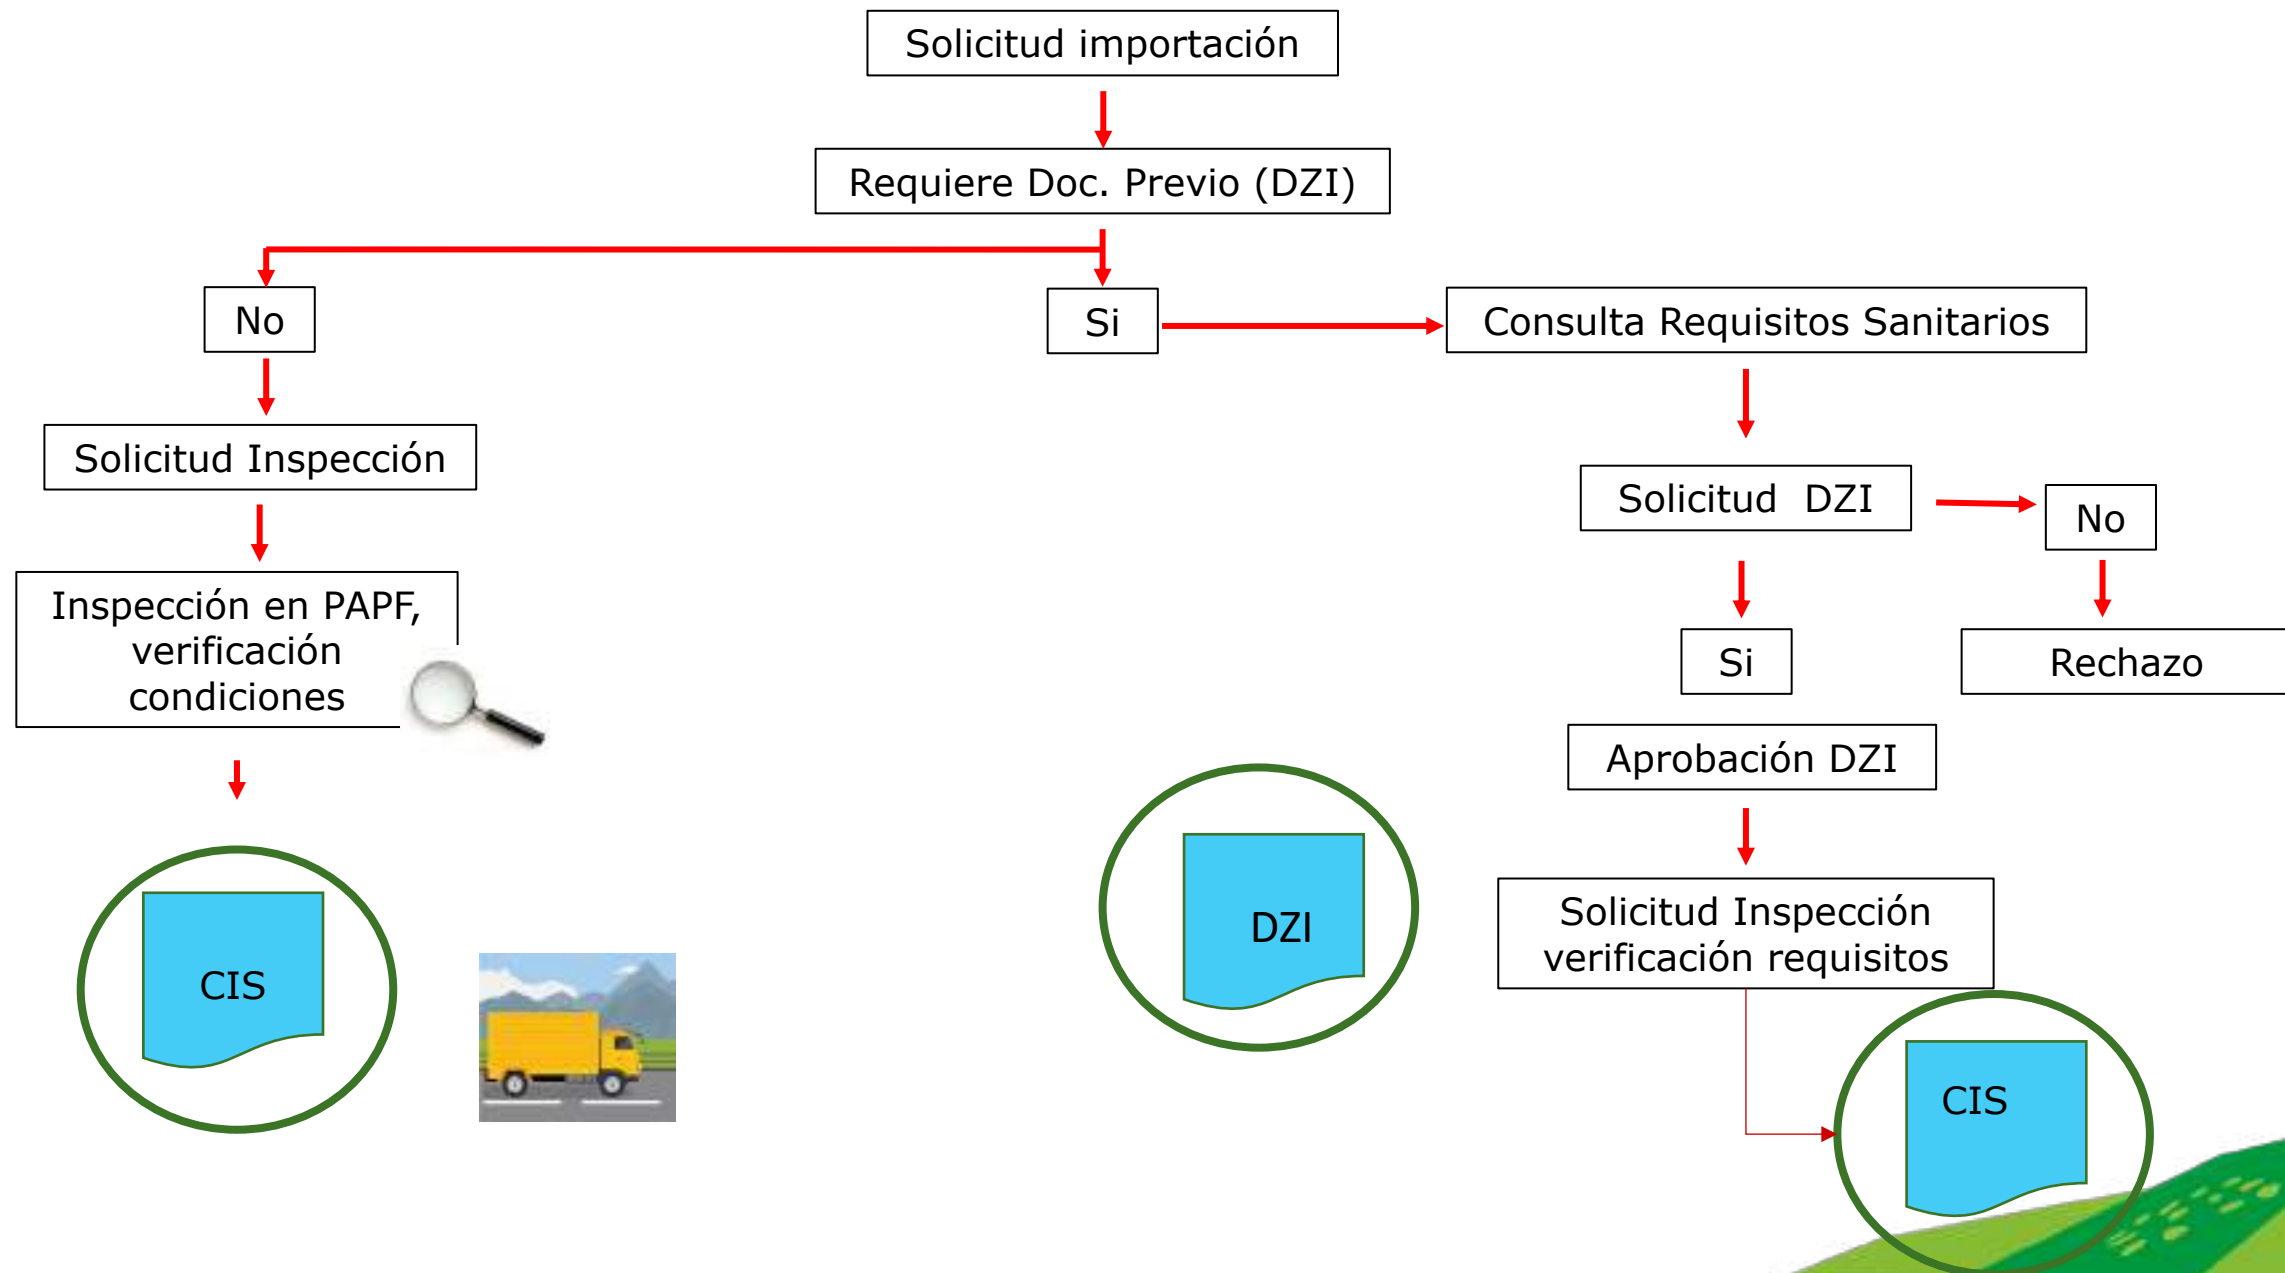 Solicitud importación
Requiere Doc. Previo (DZI)
No
Si
Consulta Requisitos Sanitarios
Solicitud Inspección
Solicitud  DZI
No
Inspección en PAPF,
verificación
condiciones
Si
Rechazo
Aprobación DZI
DZI
Solicitud Inspección
verificación requisitos
CIS
CIS